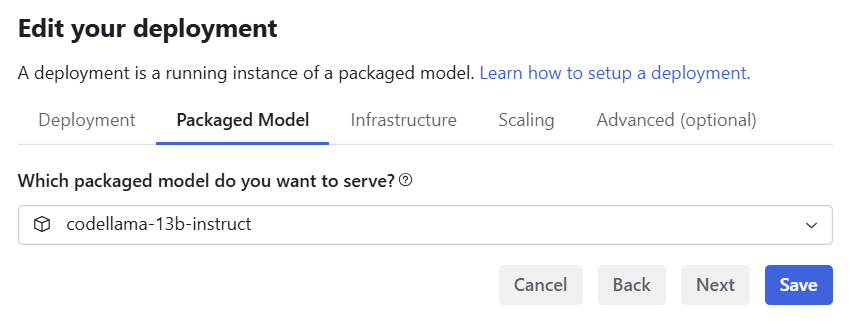 Edit your deployment
A deployment is a running instance of a packaged model. Learn how to setup a deployment.
Deployment Packaged Model Infrastructure Scaling Advanced (optional)
Which packaged model do you want to serve?
codellama-13b-instruct
Cancel Back Next Save